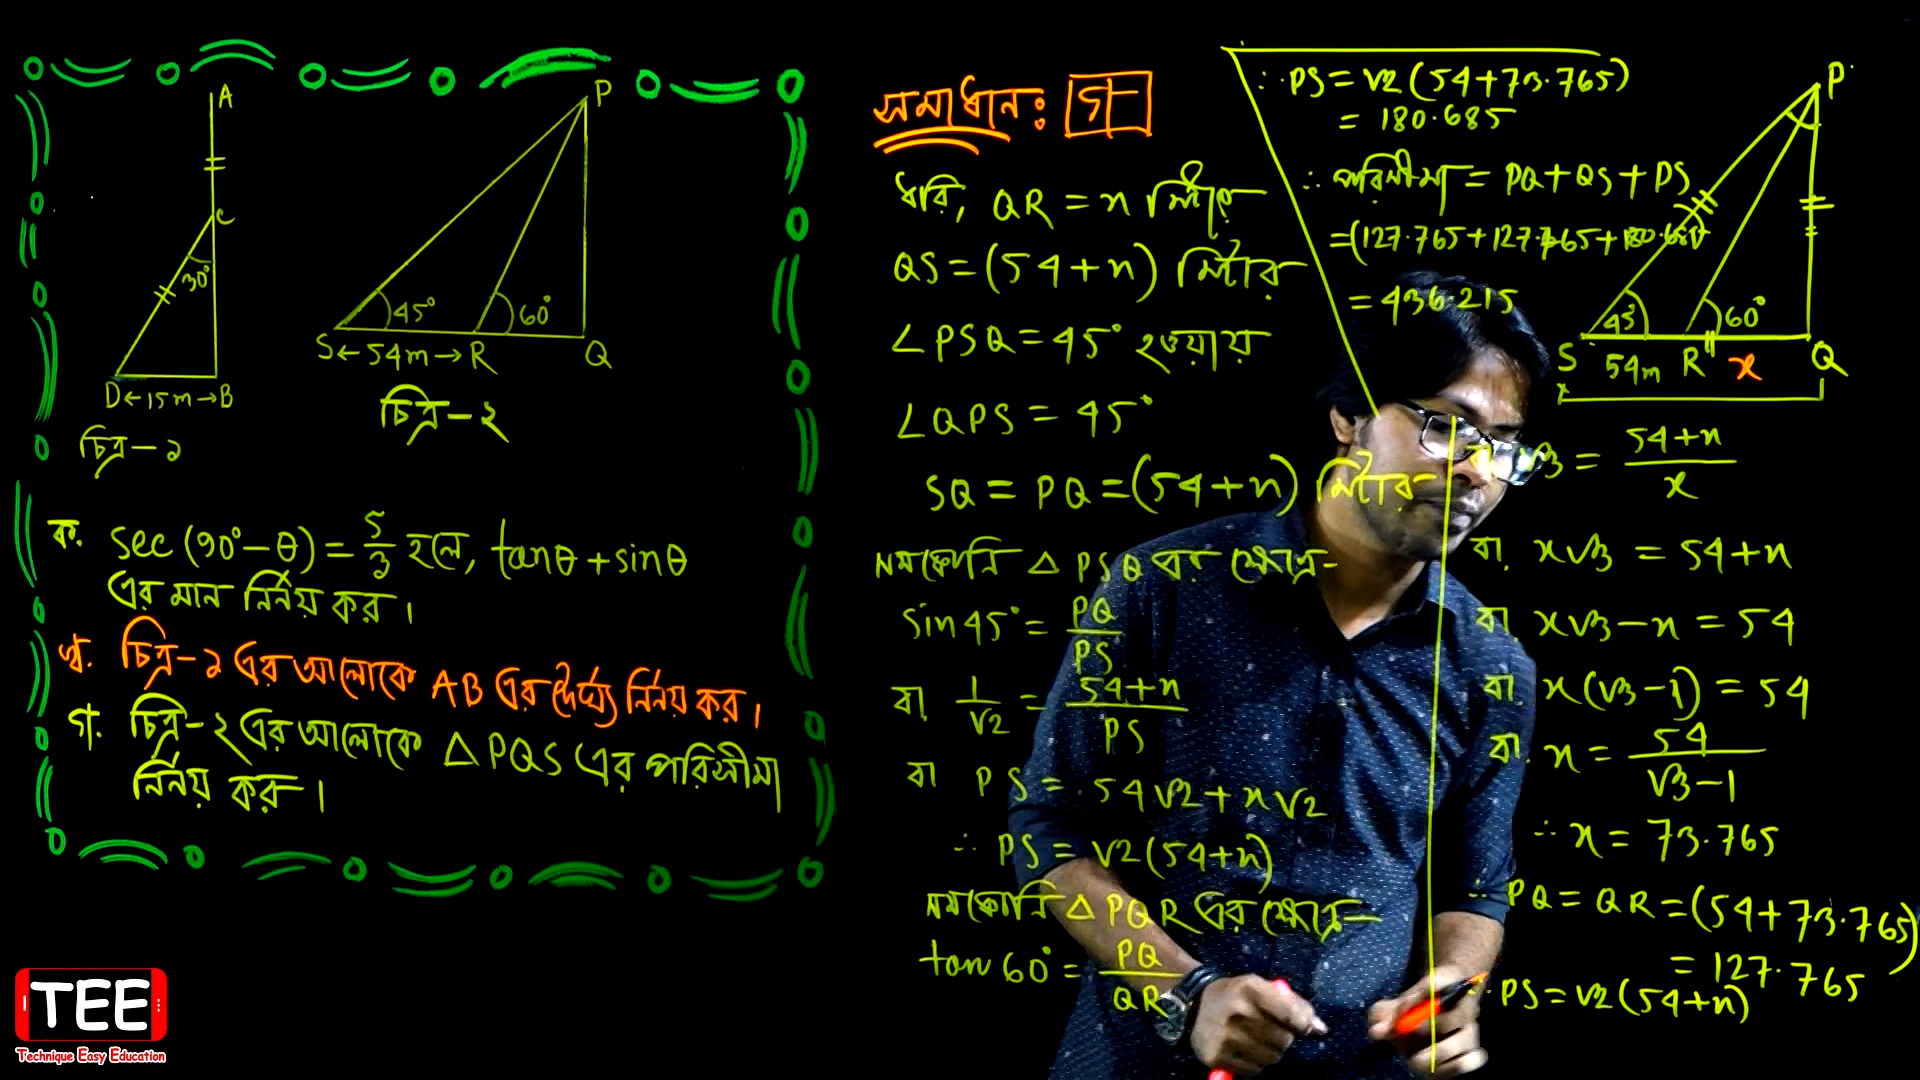 A
C
30°
D←15m→B
চিত্র-১
P
45°
60°
S←54m→R
Q
চিত্র-২
ক. sec(90°-θ)=5/3 হলে, tanθ+sinθ
এর মান নির্নয় কর।
খ. চিত্র-১ এর আলোকে AB এর দৈর্ঘ্য নির্নয় কর।
গ. চিত্র-২ এর আলোকে △PQS এর পরিসীমা
নির্নয় কর।
TEE
Technique Easy Education
সমাধান: গ
ধরি, QR = x মিটার
QS = (54+x) মিটার
∠PSQ = 45° হওয়ায়
∠QPS = 45°
SQ = PQ = (54+x) মিটার
সমকোনি △ PSQ এর ক্ষেত্রে-
sin45° = PQ/PS
বা 1/√2 = 54+x/PS
বা PS = 54√2+x√2
∴ PS = √2(54+x)
সমকোনি △ PQR এর ক্ষেত্রে-
tan60° = PQ/QR
√3 = 54+x/x
বা. x√3 = 54+x
বা. x√3-x = 54
বা. x(√3-1) = 54
বা. x = 54/√3-1
∴ x = 73.765
∴ PQ = QR = (54+73.765)
= 127.765
∴ PS = √2(54+x)
∴ PS = √2(54+73.765)
= 180.685
∴ পরিসীমা = PQ+QS+PS
=(127.765+127.765+180.685
= 436.215
P
45
60°
S 54m R x Q